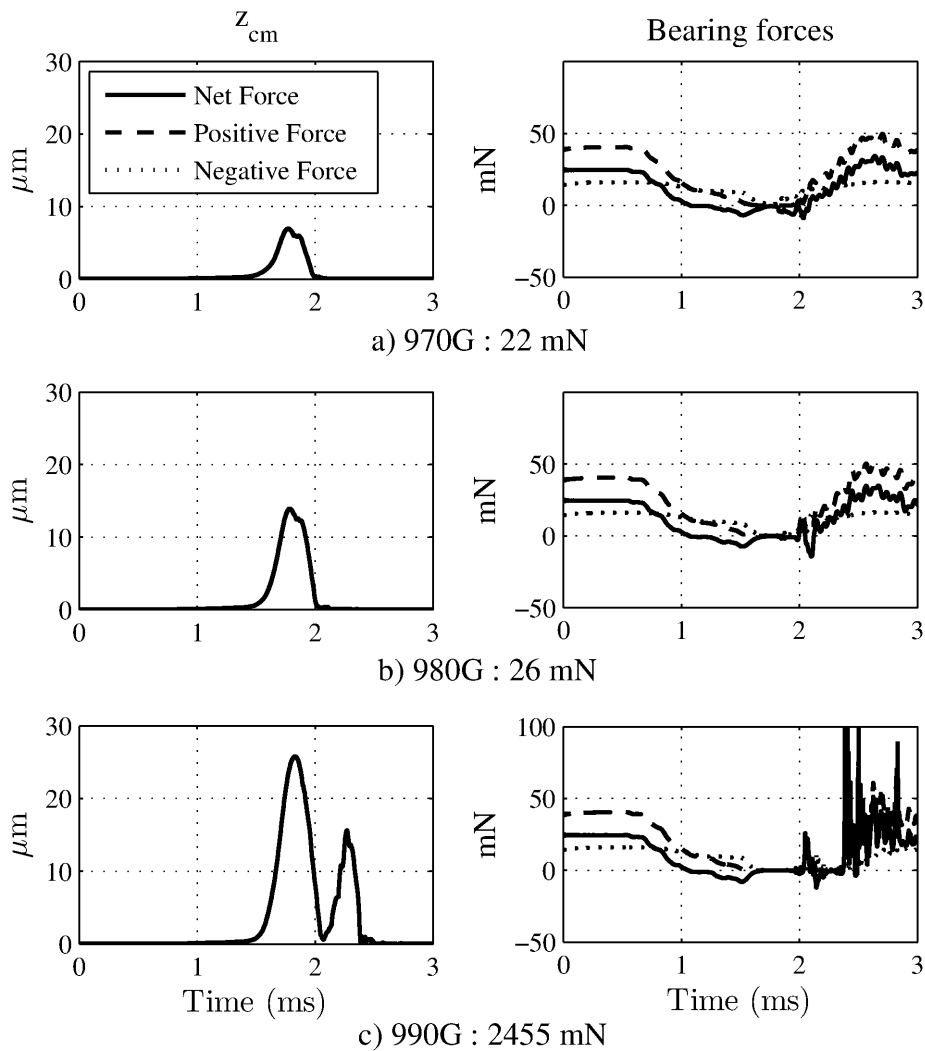 z_cm
Bearing forces
30
20
10
0
μm
Net Force
Positive Force
Negative Force
0 1 2 3
50
0
−50
mN
0 1 2 3
a) 970G : 22 mN
30
20
10
0
μm
0 1 2 3
50
0
−50
mN
0 1 2 3
b) 980G : 26 mN
30
20
10
0
μm
0 1 2 3
Time (ms)
100
50
0
−50
mN
0 1 2 3
Time (ms)
c) 990G : 2455 mN